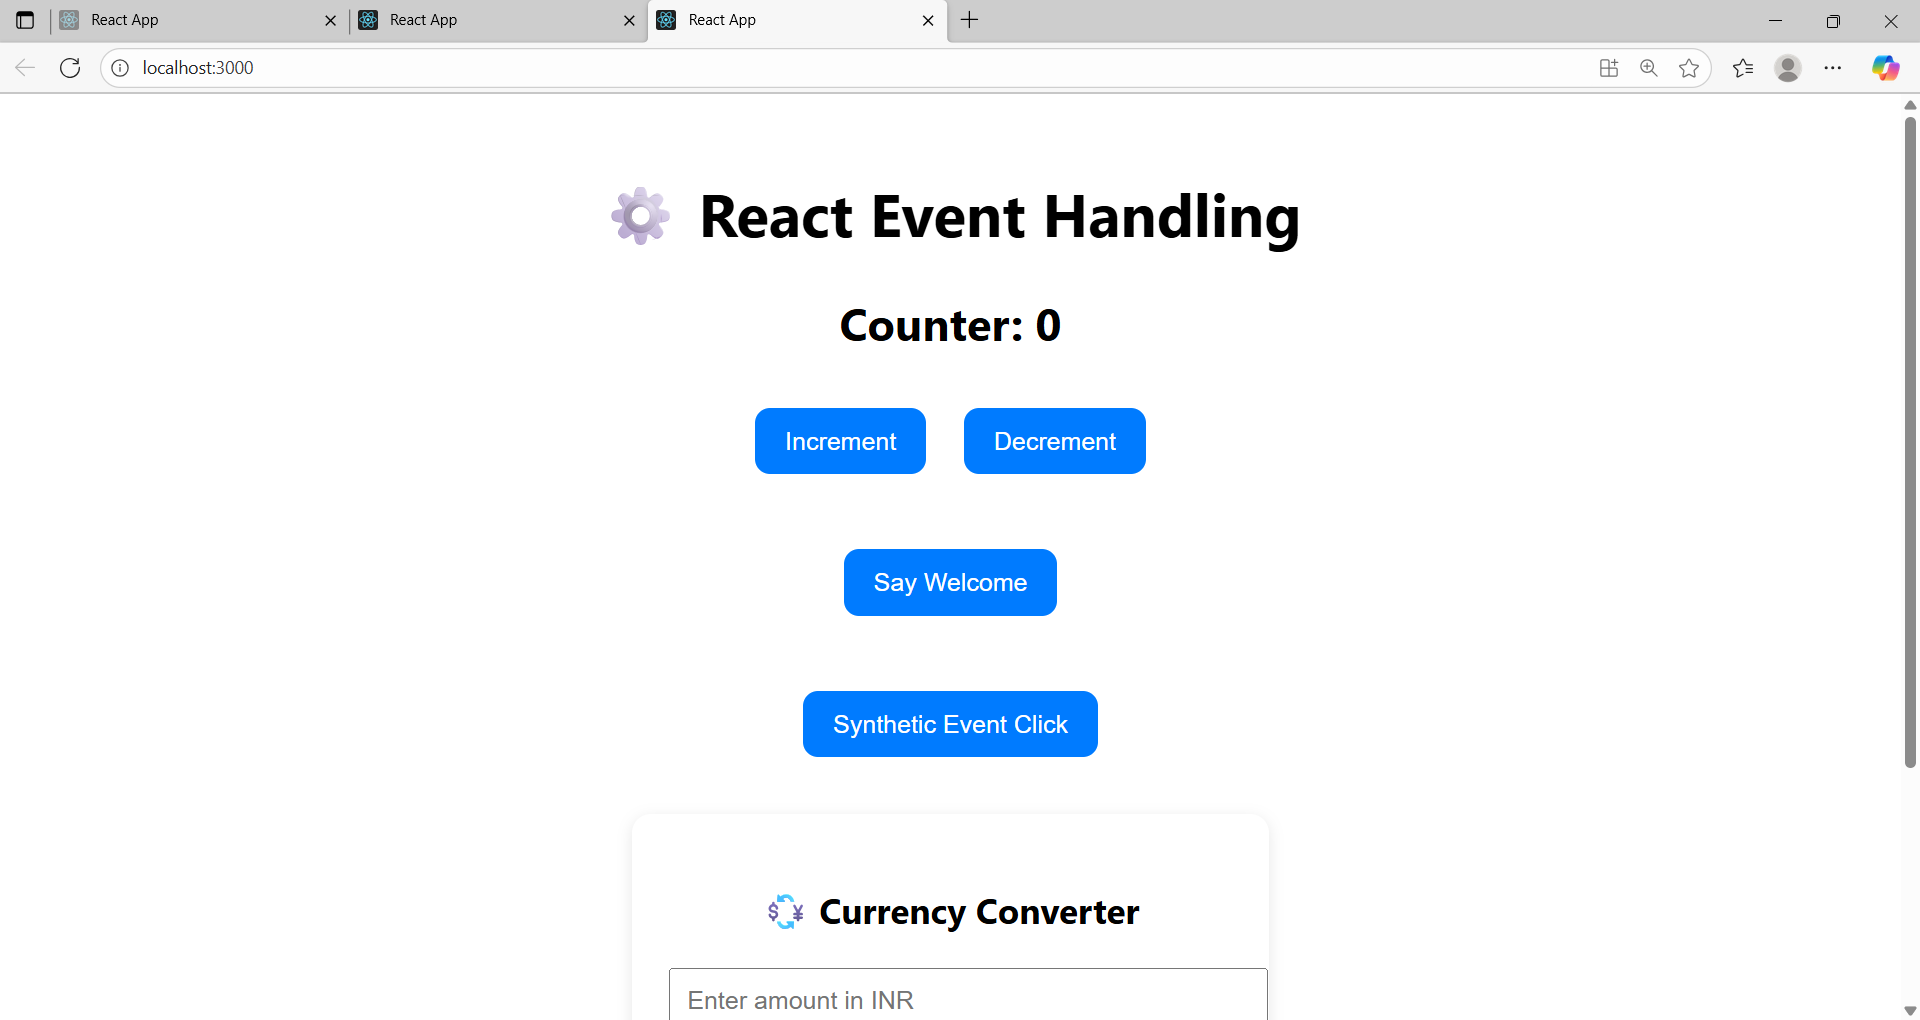 React App
React App
React App
localhost:3000
React Event Handling
Counter: 0
Increment
Decrement
Say Welcome
Synthetic Event Click
Currency Converter
Enter amount in INR